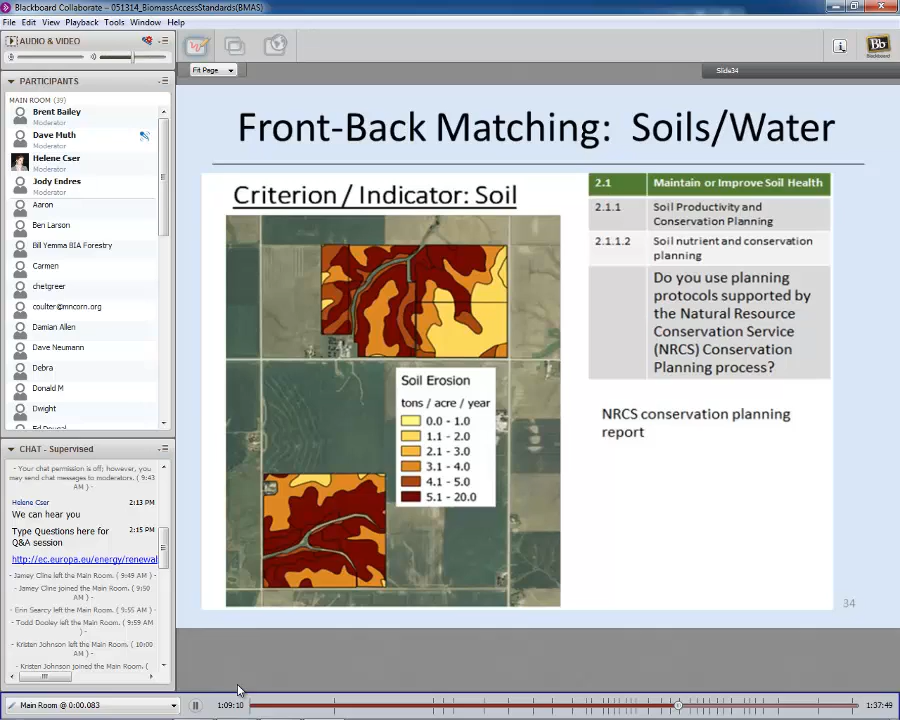 Blackboard Collaborate – 051314_BiomassAccessStandards(BMAS)
File Edit View Playback Tools Window Help
AUDIO & VIDEO
PARTICIPANTS
MAIN ROOM (39)
Brent Bailey
Moderator
Dave Muth
Moderator
Helene Cser
Moderator
Jody Endres
Moderator
Aaron
Ben Larson
Bill Yemma BIA Forestry
Carmen
chetgreer
coulter@mncorn.org
Damian Allen
Dave Neumann
Debra
Donald M
Dwight
CHAT - Supervised
- Your chat permission is off; however, you
may send chat messages to moderators. ( 9:43
AM ) -
Helene Cser 2:13 PM
We can hear you
Type Questions here for 2:15 PM
Q&A session
http://ec.europa.eu/energy/renewal
- Jamey Cline left the Main Room. ( 9:49 AM ) -
- Jamey Cline joined the Main Room. ( 9:50
AM ) -
- Erin Searcy left the Main Room. ( 9:55 AM ) -
- Todd Dooley left the Main Room. ( 9:59 AM
) -
- Kristen Johnson left the Main Room. ( 10:00
AM ) -
- Kristen Johnson joined the Main Room. (
Main Room @ 0:00.083
Fit Page
Slide34
Bb
Blackboard
Front-Back Matching: Soils/Water
Criterion / Indicator: Soil
Soil Erosion
tons / acre / year
0.0 - 1.0
1.1 - 2.0
2.1 - 3.0
3.1 - 4.0
4.1 - 5.0
5.1 - 20.0
2.1 Maintain or Improve Soil Health
2.1.1 Soil Productivity and
Conservation Planning
2.1.1.2 Soil nutrient and conservation
planning
Do you use planning
protocols supported by
the Natural Resource
Conservation Service
(NRCS) Conservation
Planning process?
NRCS conservation planning
report
34
1:09:10
1:37:49